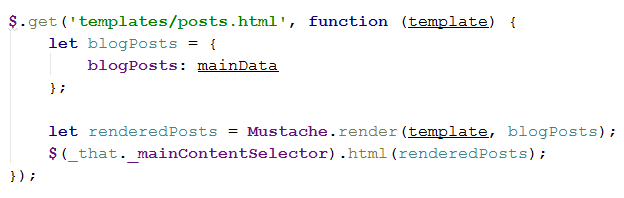 $.get('templates/posts.html', function (template) {
    let blogPosts = {
        blogPosts: mainData
    };

    let renderedPosts = Mustache.render(template, blogPosts);
    $(_that._mainContentSelector).html(renderedPosts);
});